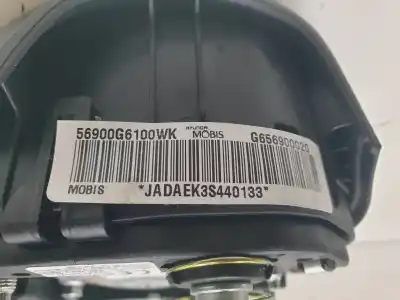 56900G6100WK HYUNDAI MOBIS G656900020
MOBIS *JADAEK3S440133*